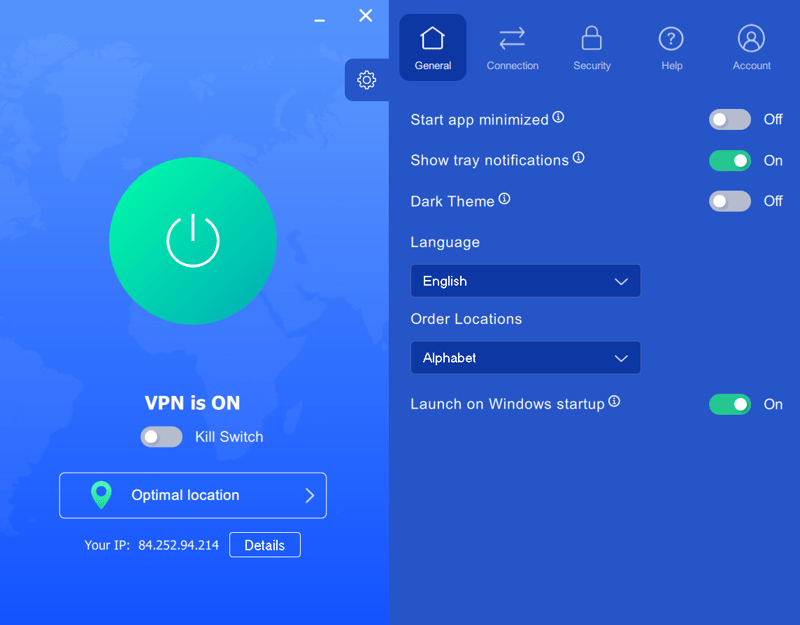 VPN is ON
Kill Switch
Optimal location
Your IP: 84.252.94.214 Details
General Connection Security Help Account
Start app minimized Off
Show tray notifications On
Dark Theme Off
Language
English
Order Locations
Alphabet
Launch on Windows startup On